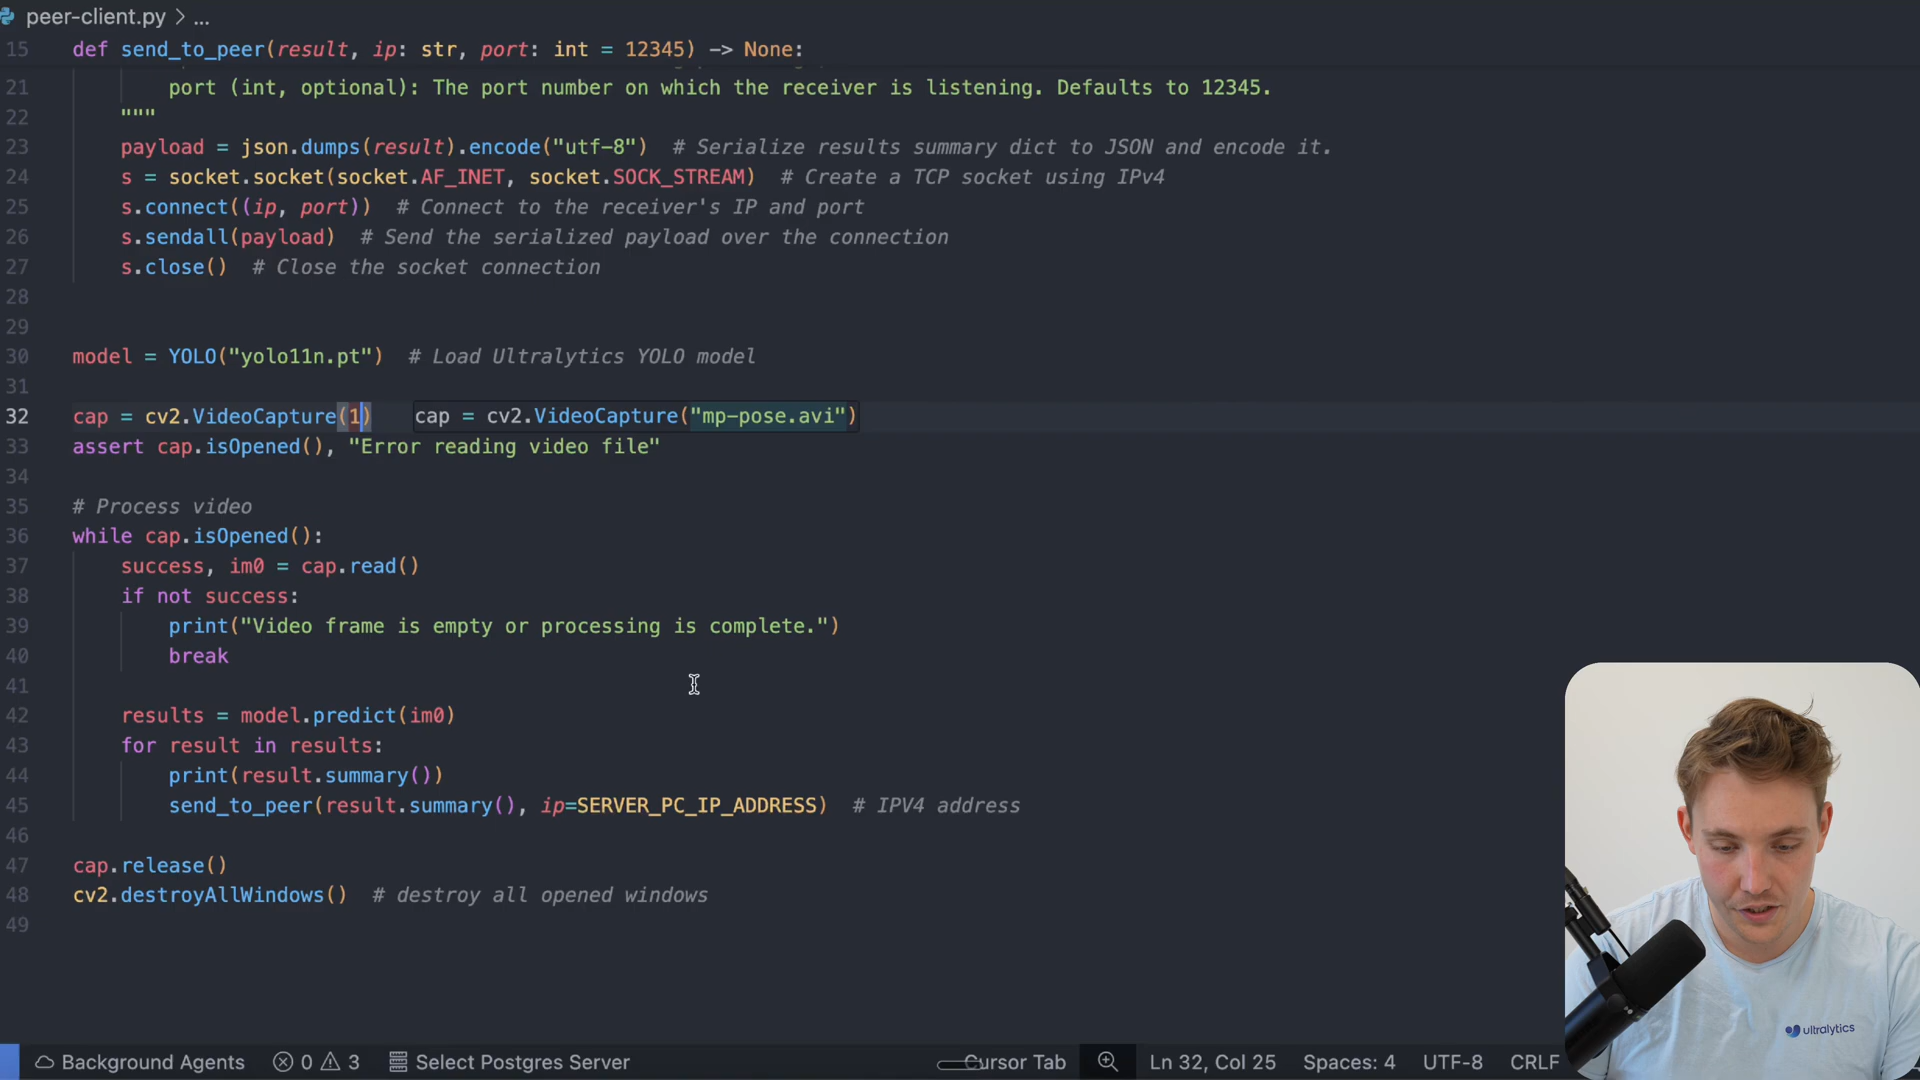 peer-client.py > ...
15 def send_to_peer(result, ip: str, port: int = 12345) -> None:
21 port (int, optional): The port number on which the receiver is listening. Defaults to 12345.
22 """
23 payload = json.dumps(result).encode("utf-8")  # Serialize results summary dict to JSON and encode it.
24 s = socket.socket(socket.AF_INET, socket.SOCK_STREAM)  # Create a TCP socket using IPv4
25 s.connect((ip, port))  # Connect to the receiver's IP and port
26 s.sendall(payload)  # Send the serialized payload over the connection
27 s.close()  # Close the socket connection
28
29
30 model = YOLO("yolo11n.pt")  # Load Ultralytics YOLO model
31
32 cap = cv2.VideoCapture(1) cap = cv2.VideoCapture("mp-pose.avi")
33 assert cap.isOpened(), "Error reading video file"
34
35 # Process video
36 while cap.isOpened():
37 success, im0 = cap.read()
38 if not success:
39 print("Video frame is empty or processing is complete.")
40 break
41
42 results = model.predict(im0)
43 for result in results:
44 print(result.summary())
45 send_to_peer(result.summary(), ip=SERVER_PC_IP_ADDRESS)  # IPV4 address
46
47 cap.release()
48 cv2.destroyAllWindows()  # destroy all opened windows
49
ultralytics
Background Agents 0 3 Select Postgres Server Cursor Tab Ln 32, Col 25 Spaces: 4 UTF-8 CRLF